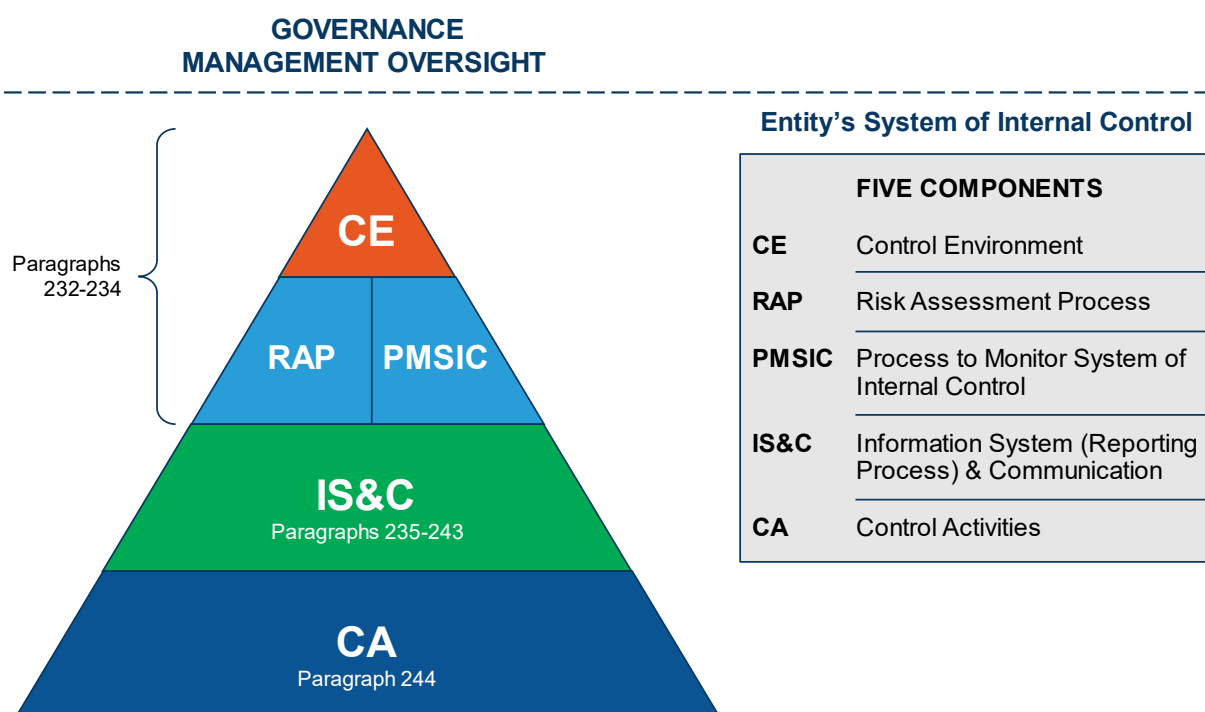 GOVERNANCE
MANAGEMENT OVERSIGHT
Entity’s System of Internal Control
FIVE COMPONENTS
CE Control Environment
RAP Risk Assessment Process
PMSIC Process to Monitor System of
Internal Control
IS&C Information System (Reporting
Process) & Communication
CA Control Activities
Paragraphs
232-234
CE
RAP PMSIC
IS&C
Paragraphs 235-243
CA
Paragraph 244